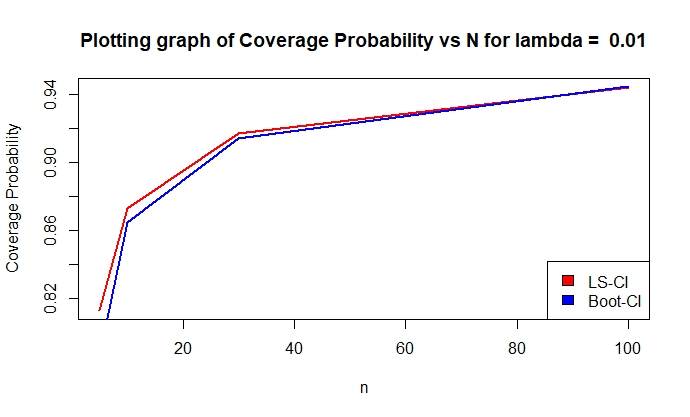 Plotting graph of Coverage Probability vs N for lambda =  0.01
Coverage Probability
0.94
0.90
0.86
0.82
LS-CI
Boot-CI
20 40 60 80 100
n